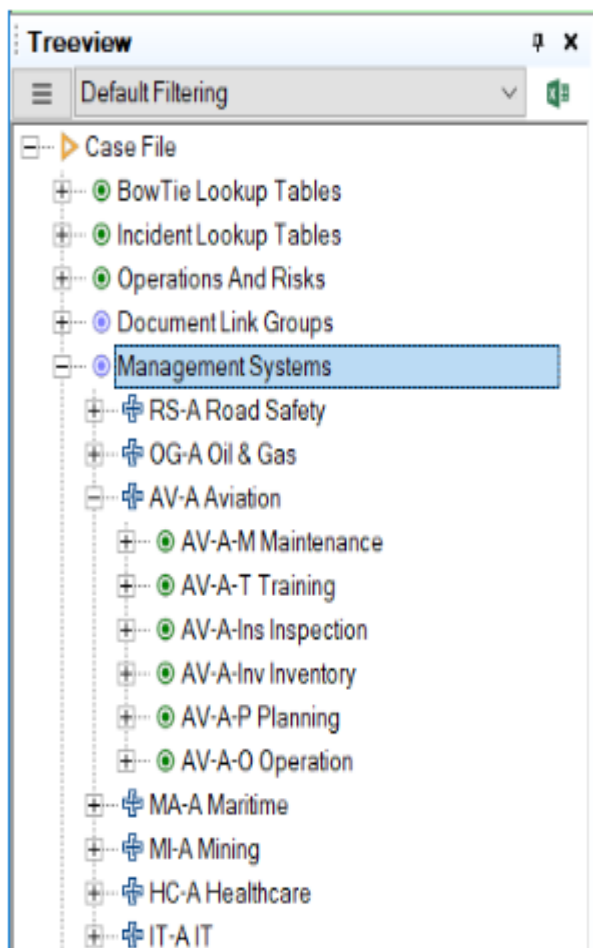 Treeview
Default Filtering
Case File
BowTie Lookup Tables
Incident Lookup Tables
Operations And Risks
Document Link Groups
Management Systems
RS-A Road Safety
OG-A Oil & Gas
AV-A Aviation
AV-A-M Maintenance
AV-A-T Training
AV-A-Ins Inspection
AV-A-Inv Inventory
AV-A-P Planning
AV-A-O Operation
MA-A Maritime
MI-A Mining
HC-A Healthcare
IT-A IT